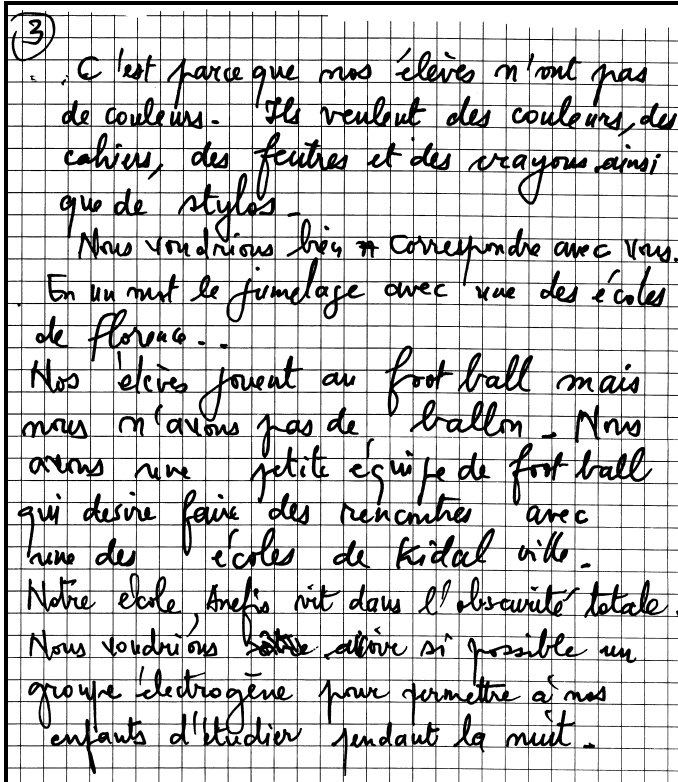 3
C'est parce que nos élèves n'ont pas
de couleurs. Ils veulent des couleurs, des
cahiers, des feutres et des crayons ainsi
que de stylos.
Nous voudrions bien correspondre avec vous.
En un mot le jumelage avec une des écoles
de florence..
Nos élèves jouent au foot ball mais
nous n'avons pas de ballon. Nous
avons une petite équipe de foot ball
qui desire faire des rencontres avec
une des écoles de Kidal ville.
Notre ekole Anefis vit dans l'obscurité totale.
Nous voudrions avoir si possible un
groupe électrogène pour permettre à nos
enfants d'étudier pendant la nuit.